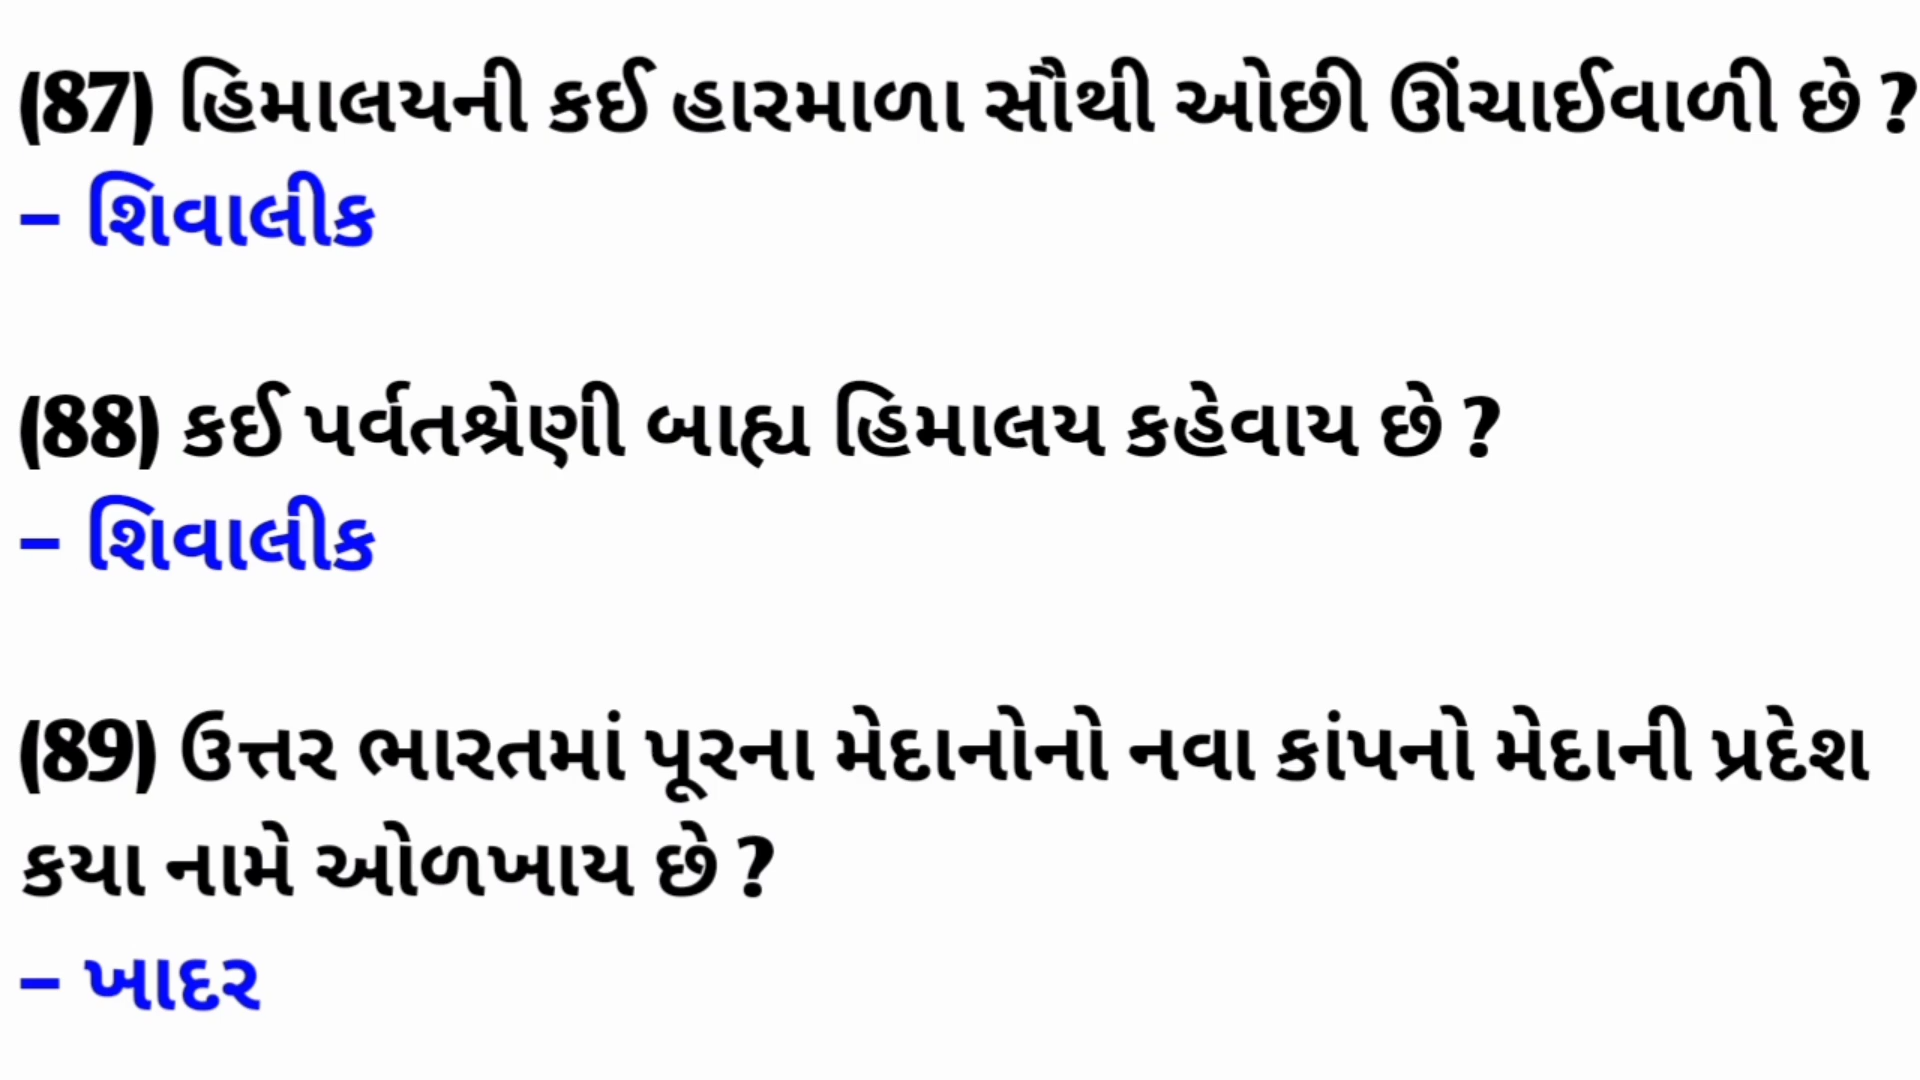 (87) હિમાલયની કઈ હારમાળા સૌથી ઓછી ઊંચાઈવાળી છે ?
– શિવાલીક
(88) કઈ પર્વતશ્રેણી બાહ્ય હિમાલય કહેવાય છે ?
– શિવાલીક
(89) ઉત્તર ભારતમાં પૂરના મેદાનોનો નવા કાંપનો મેદાની પ્રદેશ
કયા નામે ઓળખાય છે ?
– ખાદર